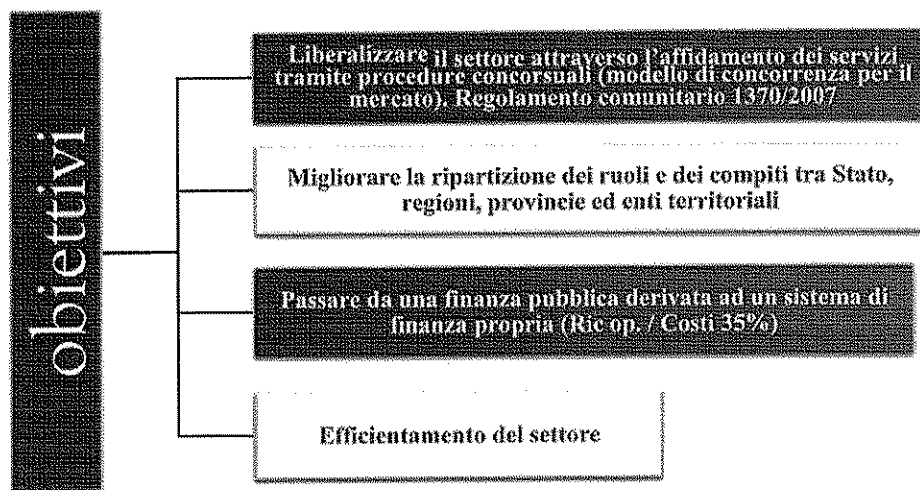 obiettivi
Liberalizzare il settore attraverso l'affidamento dei servizi
tramite procedure concorsuali (modello di concorrenza per il
mercato). Regolamento comunitario 1370/2007
Migliorare la ripartizione dei ruoli e dei compiti tra Stato,
regioni, provincie ed enti territoriali
Passare da una finanza pubblica derivata ad un sistema di
finanza propria (Ric op. / Costi 35%)
Efficientamento del settore